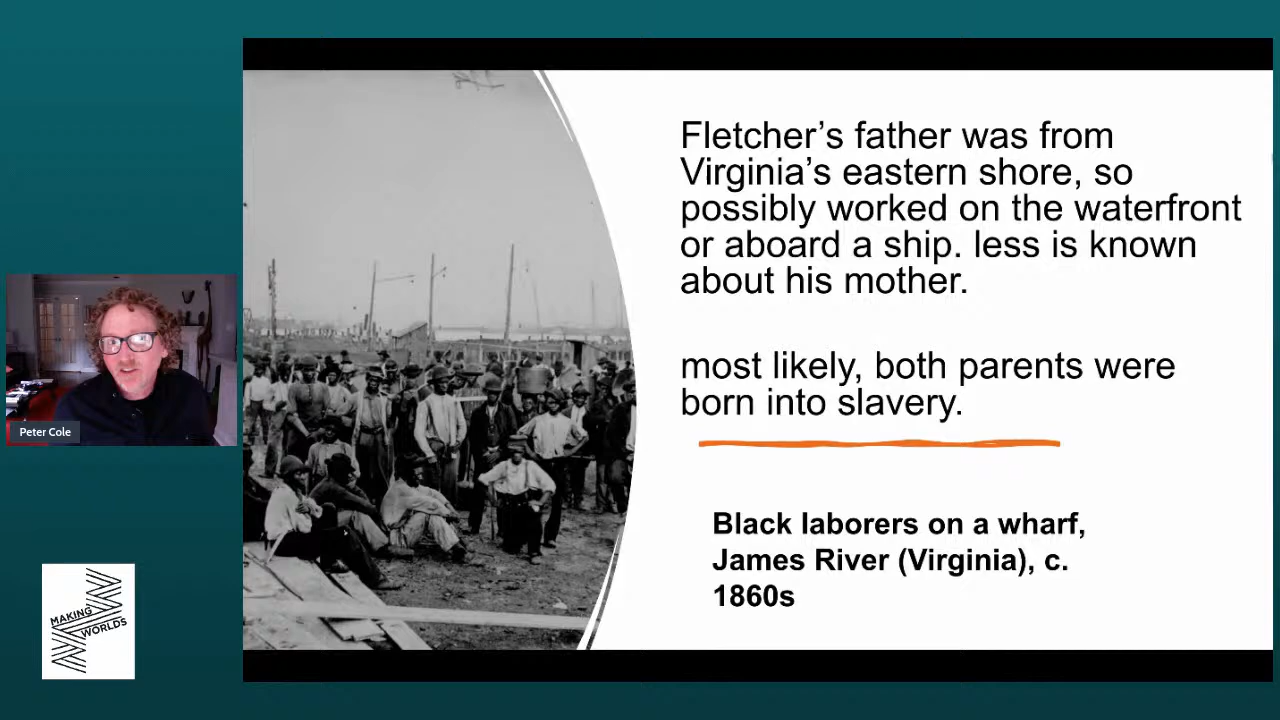 Fletcher’s father was from
Virginia’s eastern shore, so
possibly worked on the waterfront
or aboard a ship. less is known
about his mother.
most likely, both parents were
born into slavery.
Black laborers on a wharf,
James River (Virginia), c.
1860s
Peter Cole
MAKING
WORLDS